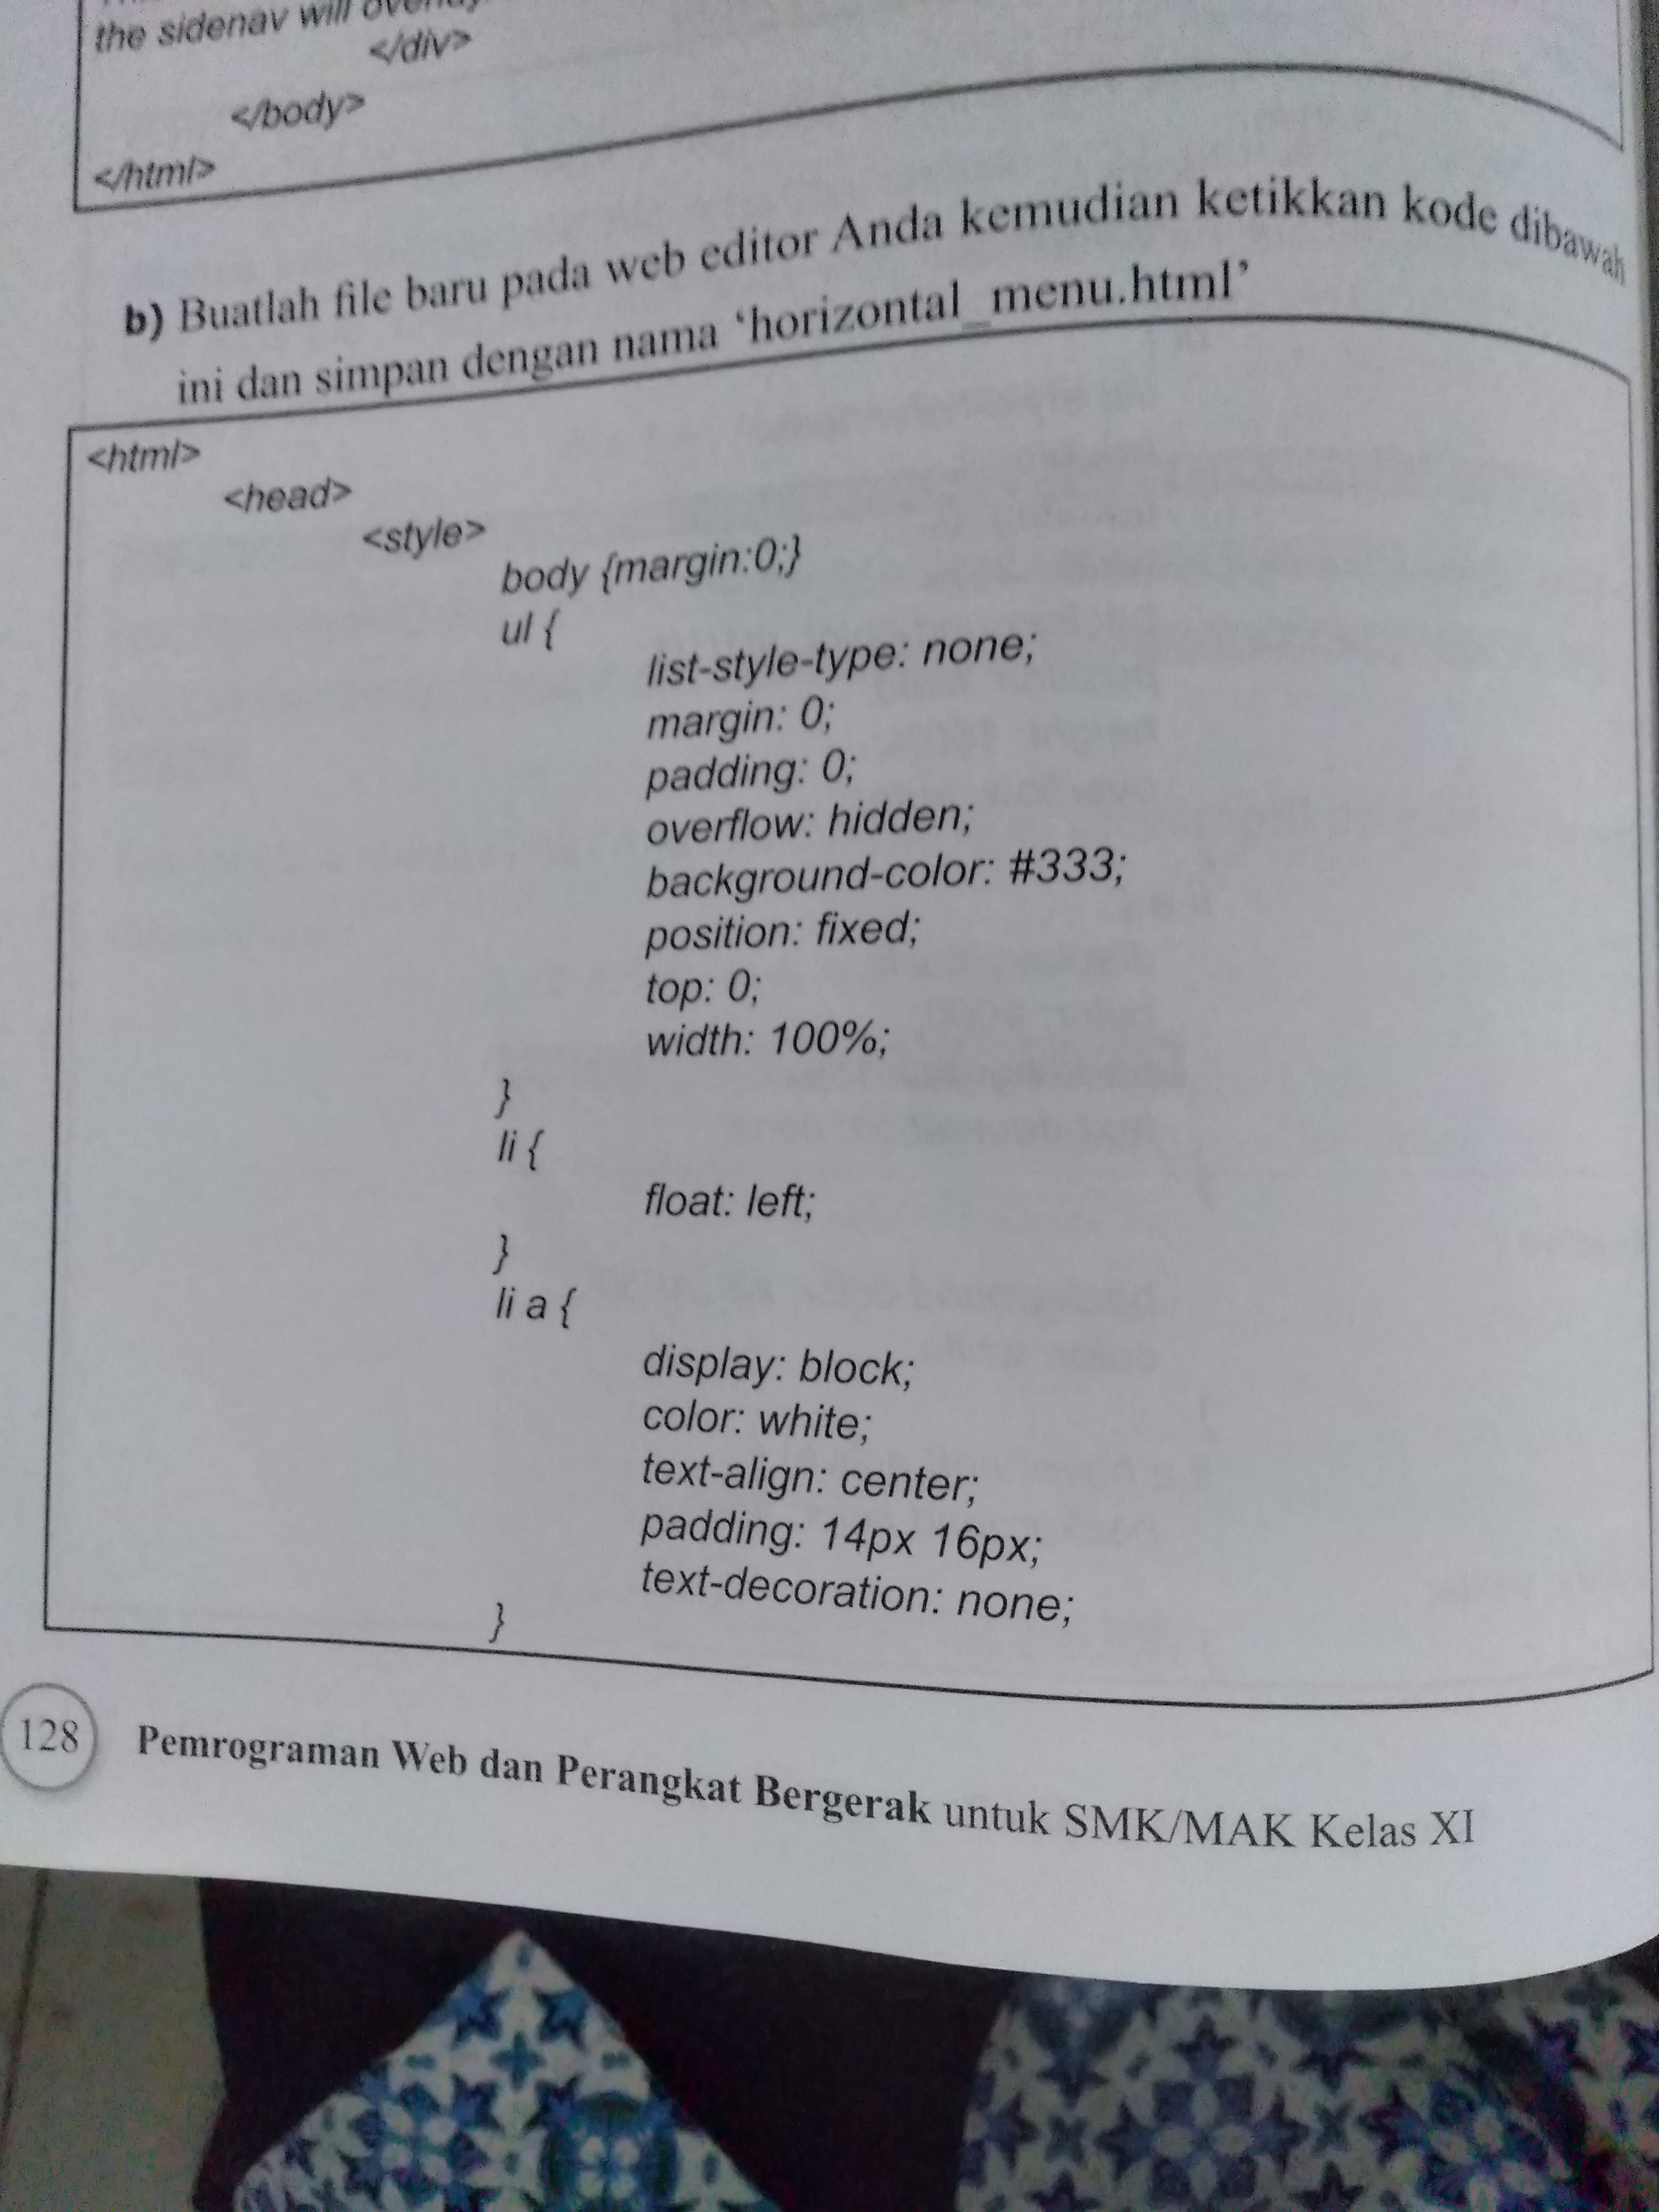 the sidenav will
</div>
</body>
</html>
b) Buatlah file baru pada web editor Anda kemudian ketikkan kode dibawah
ini dan simpan dengan nama ‘horizontal_menu.html’
<html>
<head>
<style>
body {margin:0;}
ul {
list-style-type: none;
margin: 0;
padding: 0;
overflow: hidden;
background-color: #333;
position: fixed;
top: 0;
width: 100%;
}
li {
float: left;
}
li a {
display: block;
color: white;
text-align: center;
padding: 14px 16px;
text-decoration: none;
}
128 Pemrograman Web dan Perangkat Bergerak untuk SMK/MAK Kelas XI